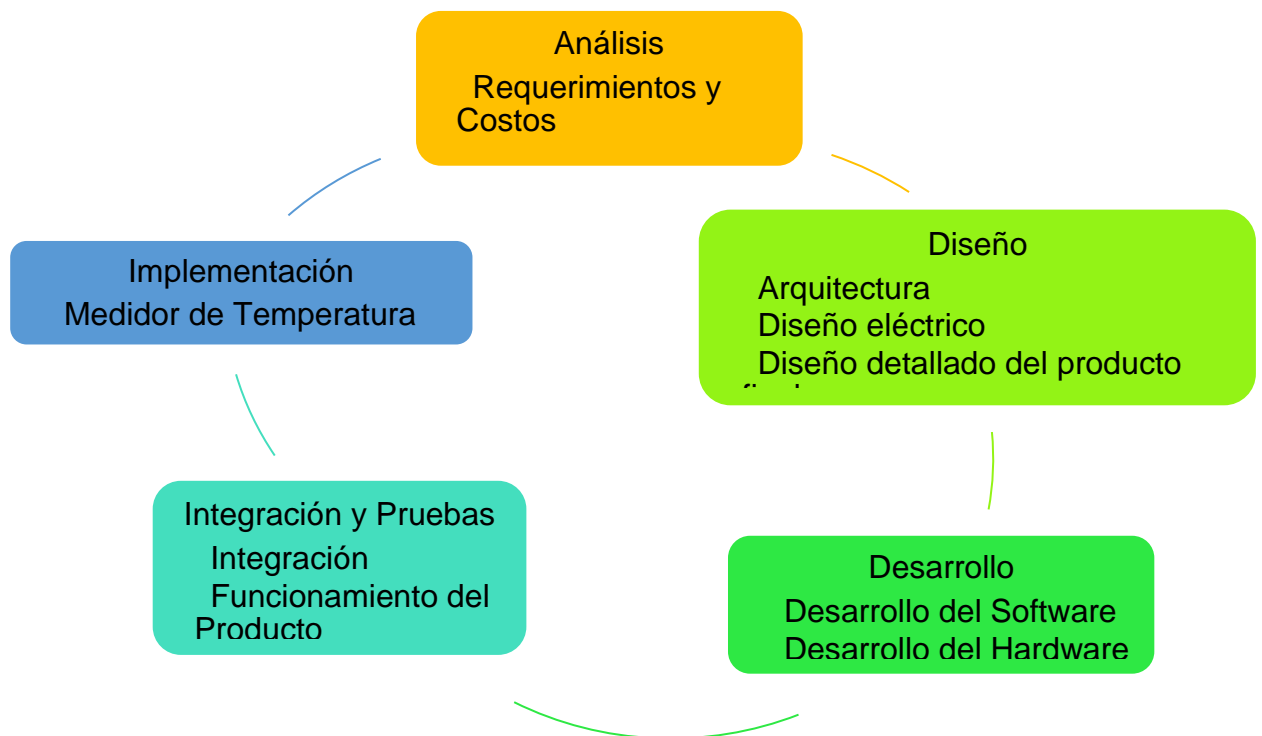 Análisis
Requerimientos y
Costos
Diseño
Arquitectura
Diseño eléctrico
Diseño detallado del producto
Desarrollo
Desarrollo del Software
Desarrollo del Hardware
Integración y Pruebas
Integración
Funcionamiento del
Producto
Implementación
Medidor de Temperatura